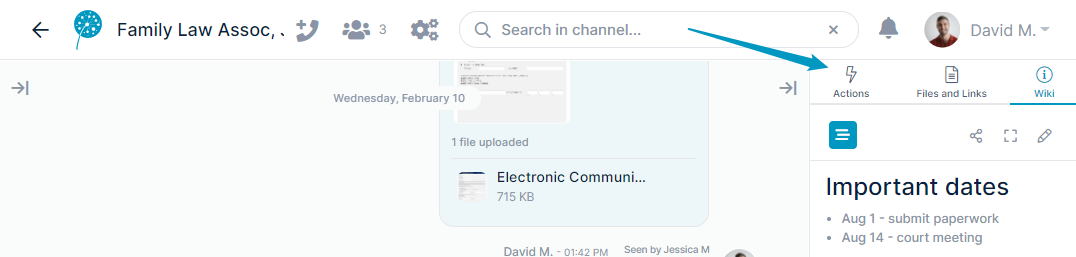 Family Law Assoc, J
3
Search in channel...
David M.
Wednesday, February 10
Actions
Files and Links
Wiki
1 file uploaded
Electronic Communi...
715 KB
Important dates
Aug 1 - submit paperwork
Aug 14 - court meeting
David M. - 01:42 PM
Seen by Jessica M